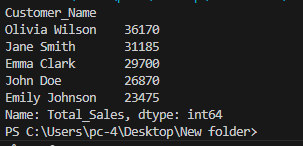 Customer_Name
Olivia Wilson    36170
Jane Smith       31185
Emma Clark       29700
John Doe         26870
Emily Johnson    23475
Name: Total_Sales, dtype: int64
PS C:\Users\pc-4\Desktop\New folder>